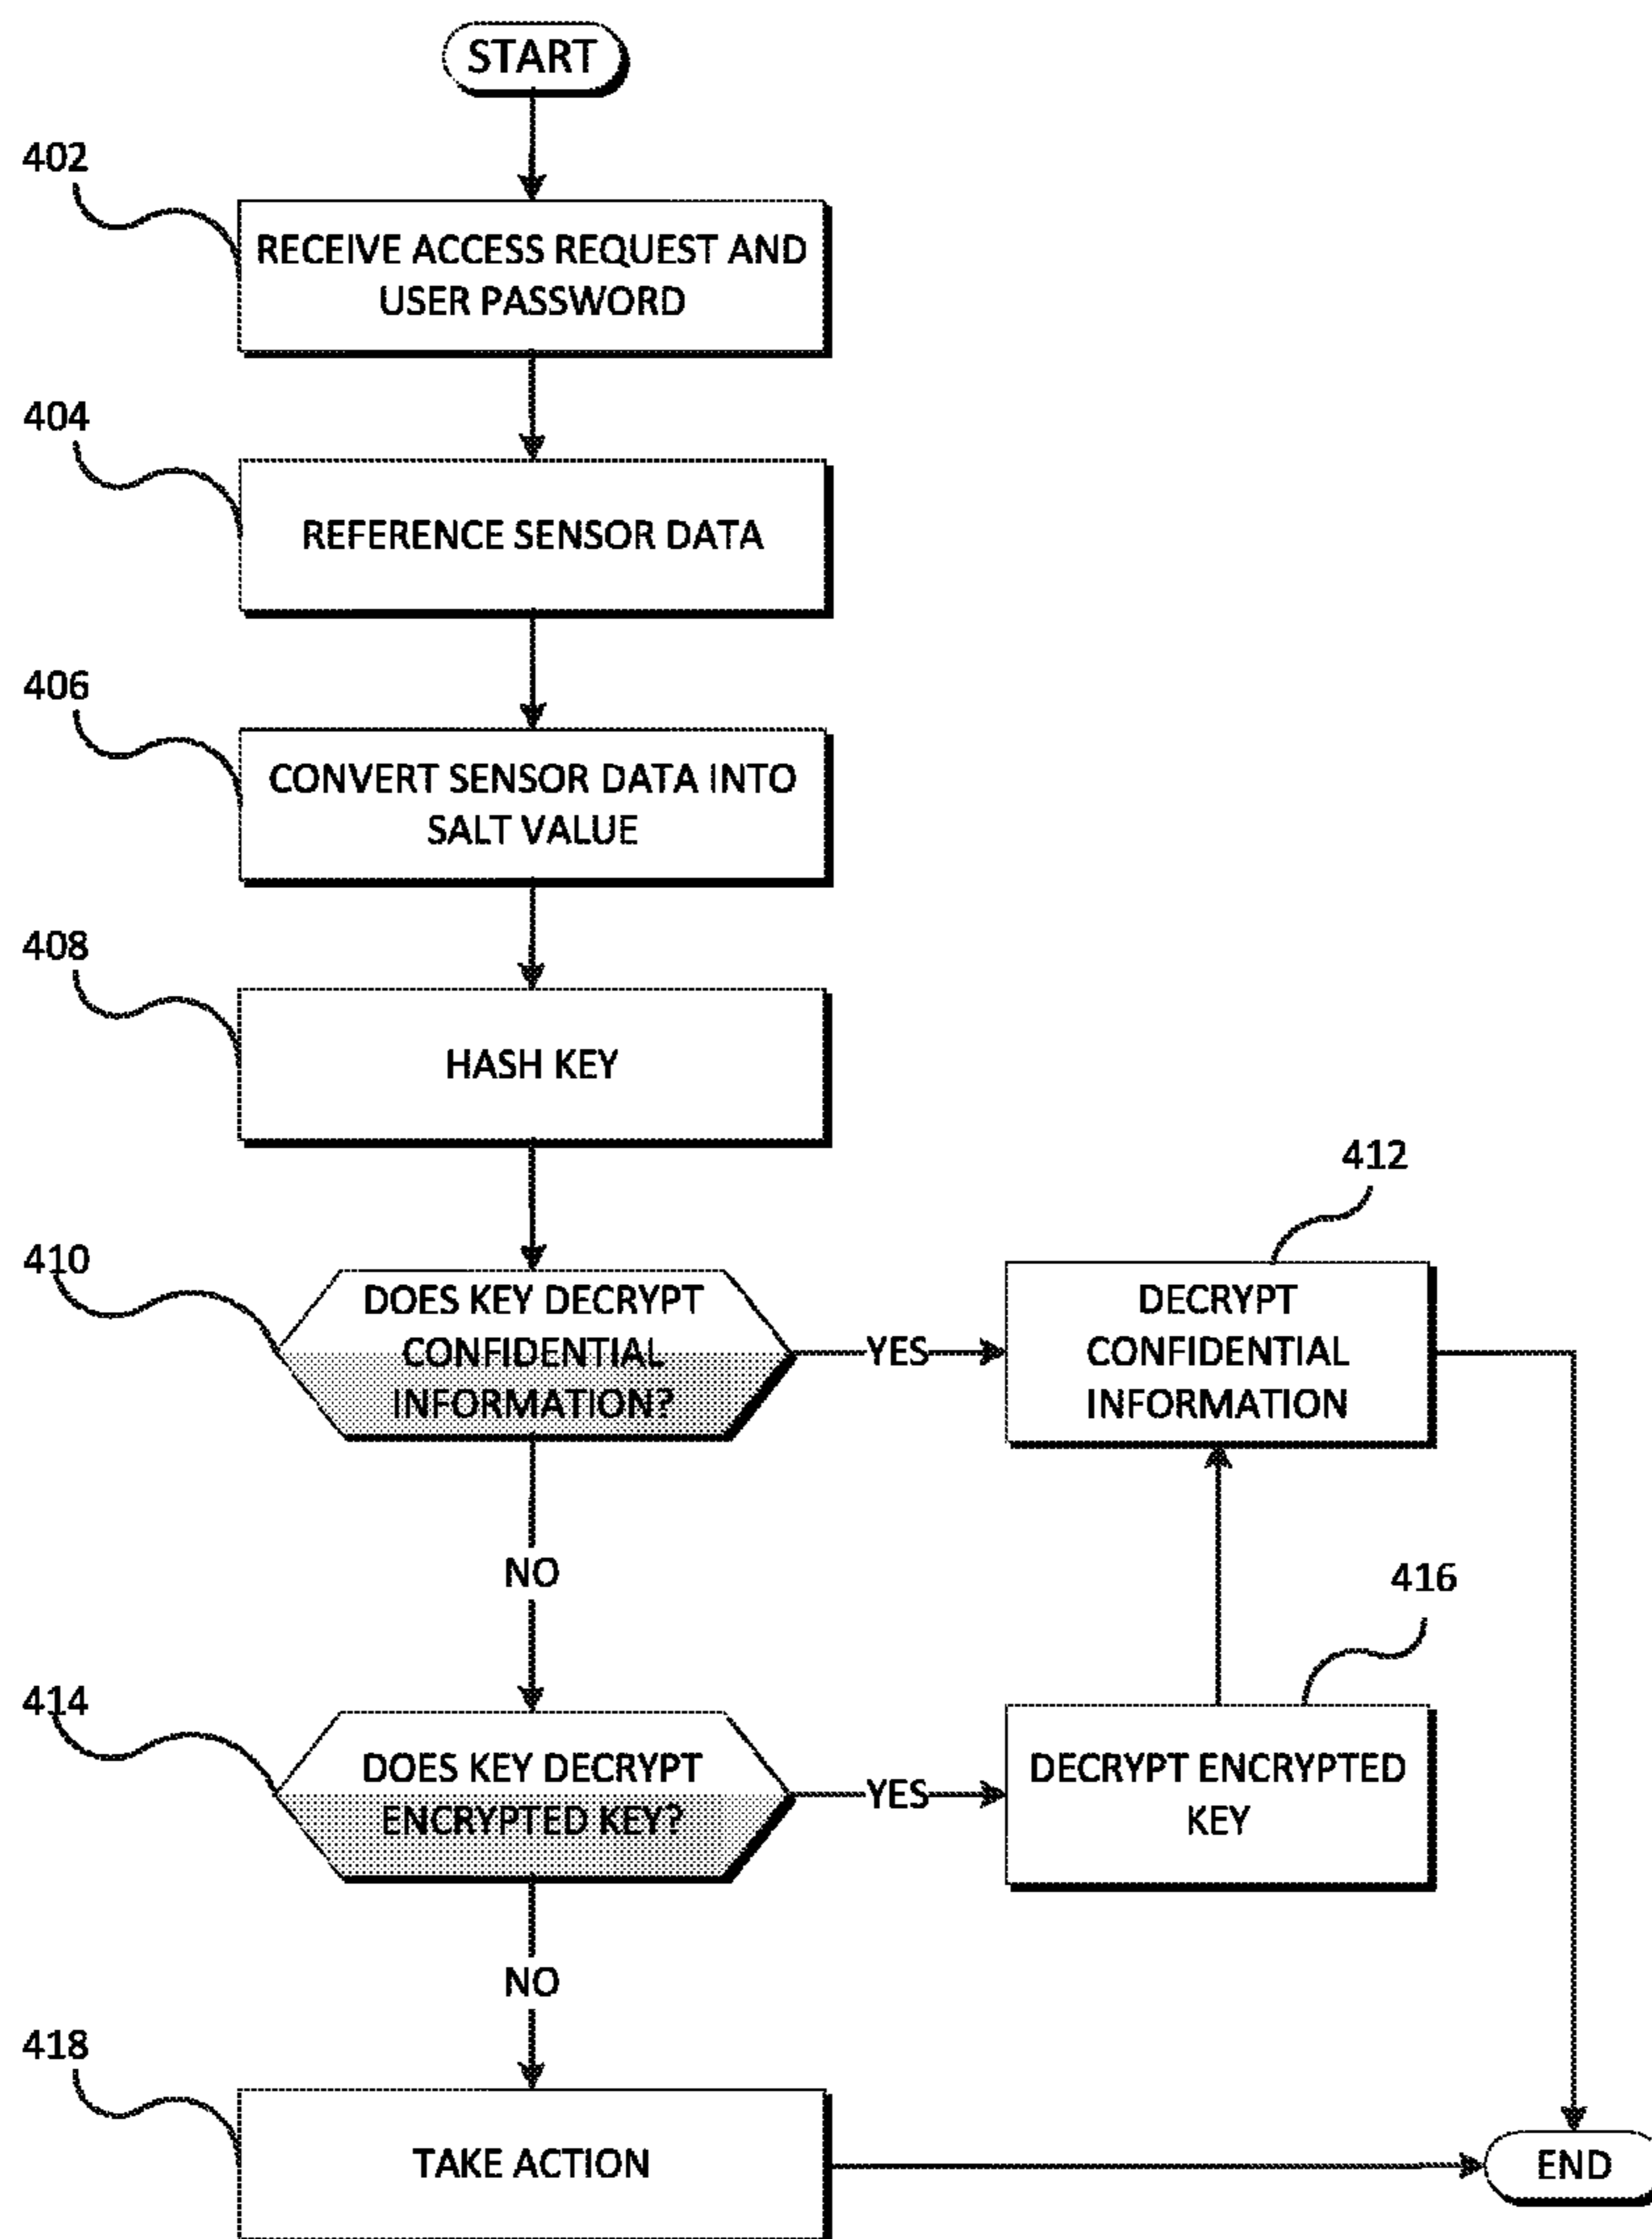 START
402
RECEIVE ACCESS REQUEST AND
USER PASSWORD
404
REFERENCE SENSOR DATA
406
CONVERT SENSOR DATA INTO
SALT VALUE
408
HASH KEY
410
DOES KEY DECRYPT
CONFIDENTIAL
INFORMATION?
YES
412
DECRYPT
CONFIDENTIAL
INFORMATION
NO
414
DOES KEY DECRYPT
ENCRYPTED KEY?
YES
416
DECRYPT ENCRYPTED
KEY
NO
418
TAKE ACTION
END